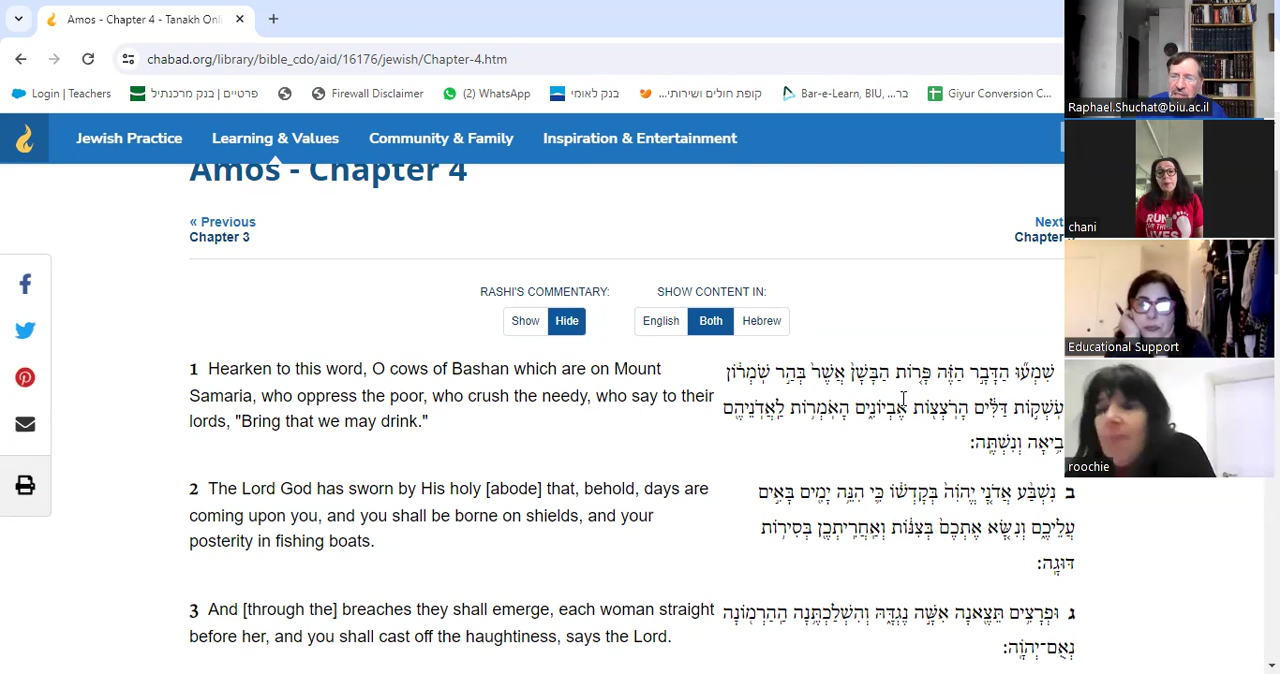 Amos - Chapter 4 - Tanakh Onli
chabad.org/library/bible_cdo/aid/16176/jewish/Chapter-4.htm
Login | Teachers
פרטיים | בנק מרכנתיל
Firewall Disclaimer
(2) WhatsApp
בנק לאומי
קופת חולים ושירותי...
Bar-e-Learn, BIU, ...בר
Giyur Conversion C...
Jewish Practice
Learning & Values
Community & Family
Inspiration & Entertainment
Amos - Chapter 4
« Previous
Chapter 3
Next
Chapter
RASHI'S COMMENTARY:
Show
Hide
SHOW CONTENT IN:
English
Both
Hebrew
1 Hearken to this word, O cows of Bashan which are on Mount
Samaria, who oppress the poor, who crush the needy, who say to their
lords, "Bring that we may drink."
שִׁמְע֞וּ הַדָּבָ֣ר הַזֶּ֗ה פָּר֚וֹת הַבָּשָׁן֙ אֲשֶׁר֙ בְּהַ֣ר שֹֽׁמְר֔וֹן
עֹֽשְׁק֣וֹת דַּלִּ֔ים הָרֹֽצְצ֖וֹת אֶבְיוֹנִ֑ים הָאֹֽמְר֥וֹת לַֽאֲדֹֽנֵיהֶ֖ם
בִיאָ֥ה וְנִשְׁתֶּֽה:
2 The Lord God has sworn by His holy [abode] that, behold, days are
coming upon you, and you shall be borne on shields, and your
posterity in fishing boats.
ב נִשְׁבַּ֨ע אֲדֹנָ֚י יֱהֹוִה֙ בְּקָדְשׁ֔וֹ כִּ֛י הִנֵּ֥ה יָמִ֖ים בָּאִ֣ים
עֲלֵיכֶ֑ם וְנִשָּׂ֚א אֶתְכֶם֙ בְּצִנּ֔וֹת וְאַֽחֲרִֽיתְכֶ֖ן בְּסִיר֥וֹת
דּוּגָֽה:
3 And [through the] breaches they shall emerge, each woman straight
before her, and you shall cast off the haughtiness, says the Lord.
ג וּפְרָצִ֥ים תֵּצֶ֖אנָה אִשָּׁ֣ה נֶגְדָּ֑הּ וְהִשְׁלַכְתֶּ֥נָה הַֽהַרְמ֖וֹנָה
נְאֻם־יְהֹוָֽה:
Raphael.Shuchat@biu.ac.il
chani
Educational Support
roochie